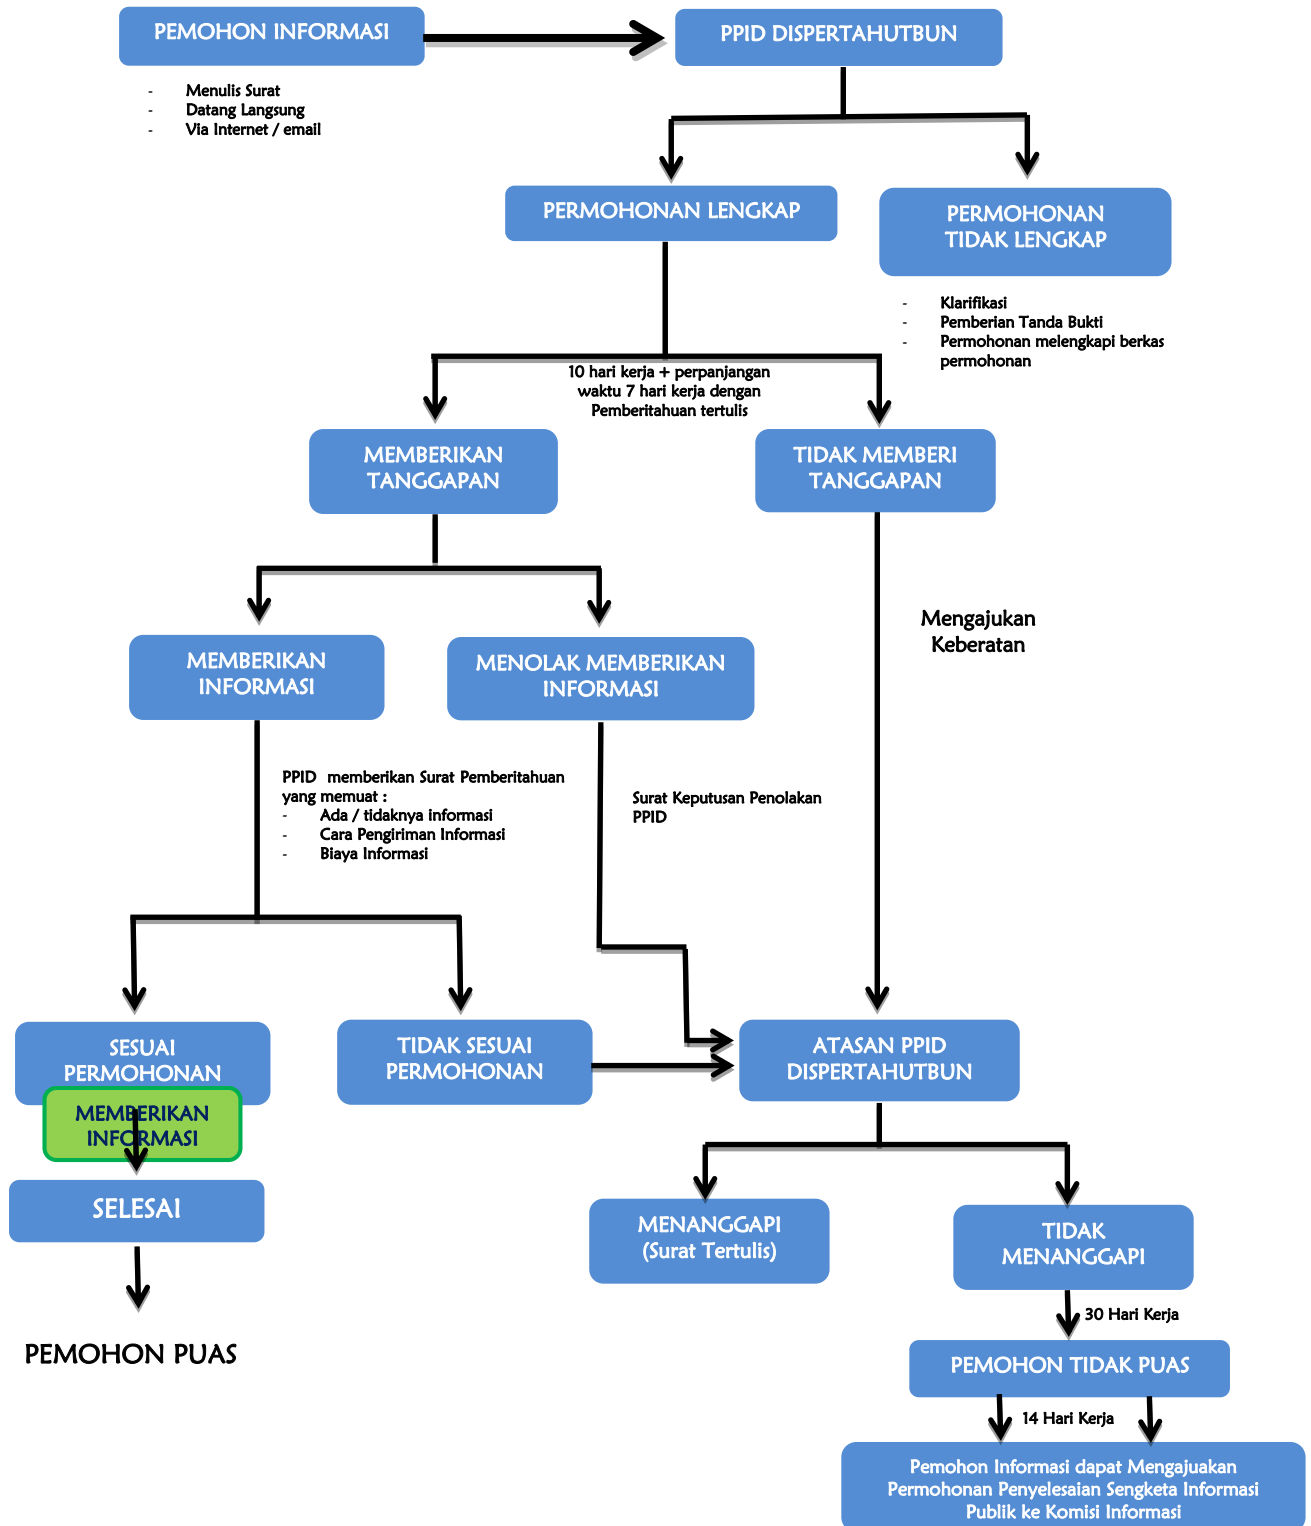 PEMOHON INFORMASI
PPID DISPERTAHUTBUN
- Menulis Surat
- Datang Langsung
- Via Internet / email
PERMOHONAN LENGKAP
PERMOHONAN
TIDAK LENGKAP
- Klarifikasi
- Pemberian Tanda Bukti
- Permohonan melengkapi berkas
permohonan
10 hari kerja + perpanjangan
waktu 7 hari kerja dengan
Pemberitahuan tertulis
MEMBERIKAN
TANGGAPAN
TIDAK MEMBERI
TANGGAPAN
Mengajukan
Keberatan
MEMBERIKAN
INFORMASI
MENOLAK MEMBERIKAN
INFORMASI
PPID memberikan Surat Pemberitahuan
yang memuat :
- Ada / tidaknya informasi
- Cara Pengiriman Informasi
- Biaya Informasi
Surat Keputusan Penolakan
PPID
SESUAI
PERMOHONAN
TIDAK SESUAI
PERMOHONAN
ATASAN PPID
DISPERTAHUTBUN
MEMBERIKAN
INFORMASI
SELESAI
MENANGGAPI
(Surat Tertulis)
TIDAK
MENANGGAPI
30 Hari Kerja
PEMOHON PUAS
PEMOHON TIDAK PUAS
14 Hari Kerja
Pemohon Informasi dapat Mengajuakan
Permohonan Penyelesaian Sengketa Informasi
Publik ke Komisi Informasi